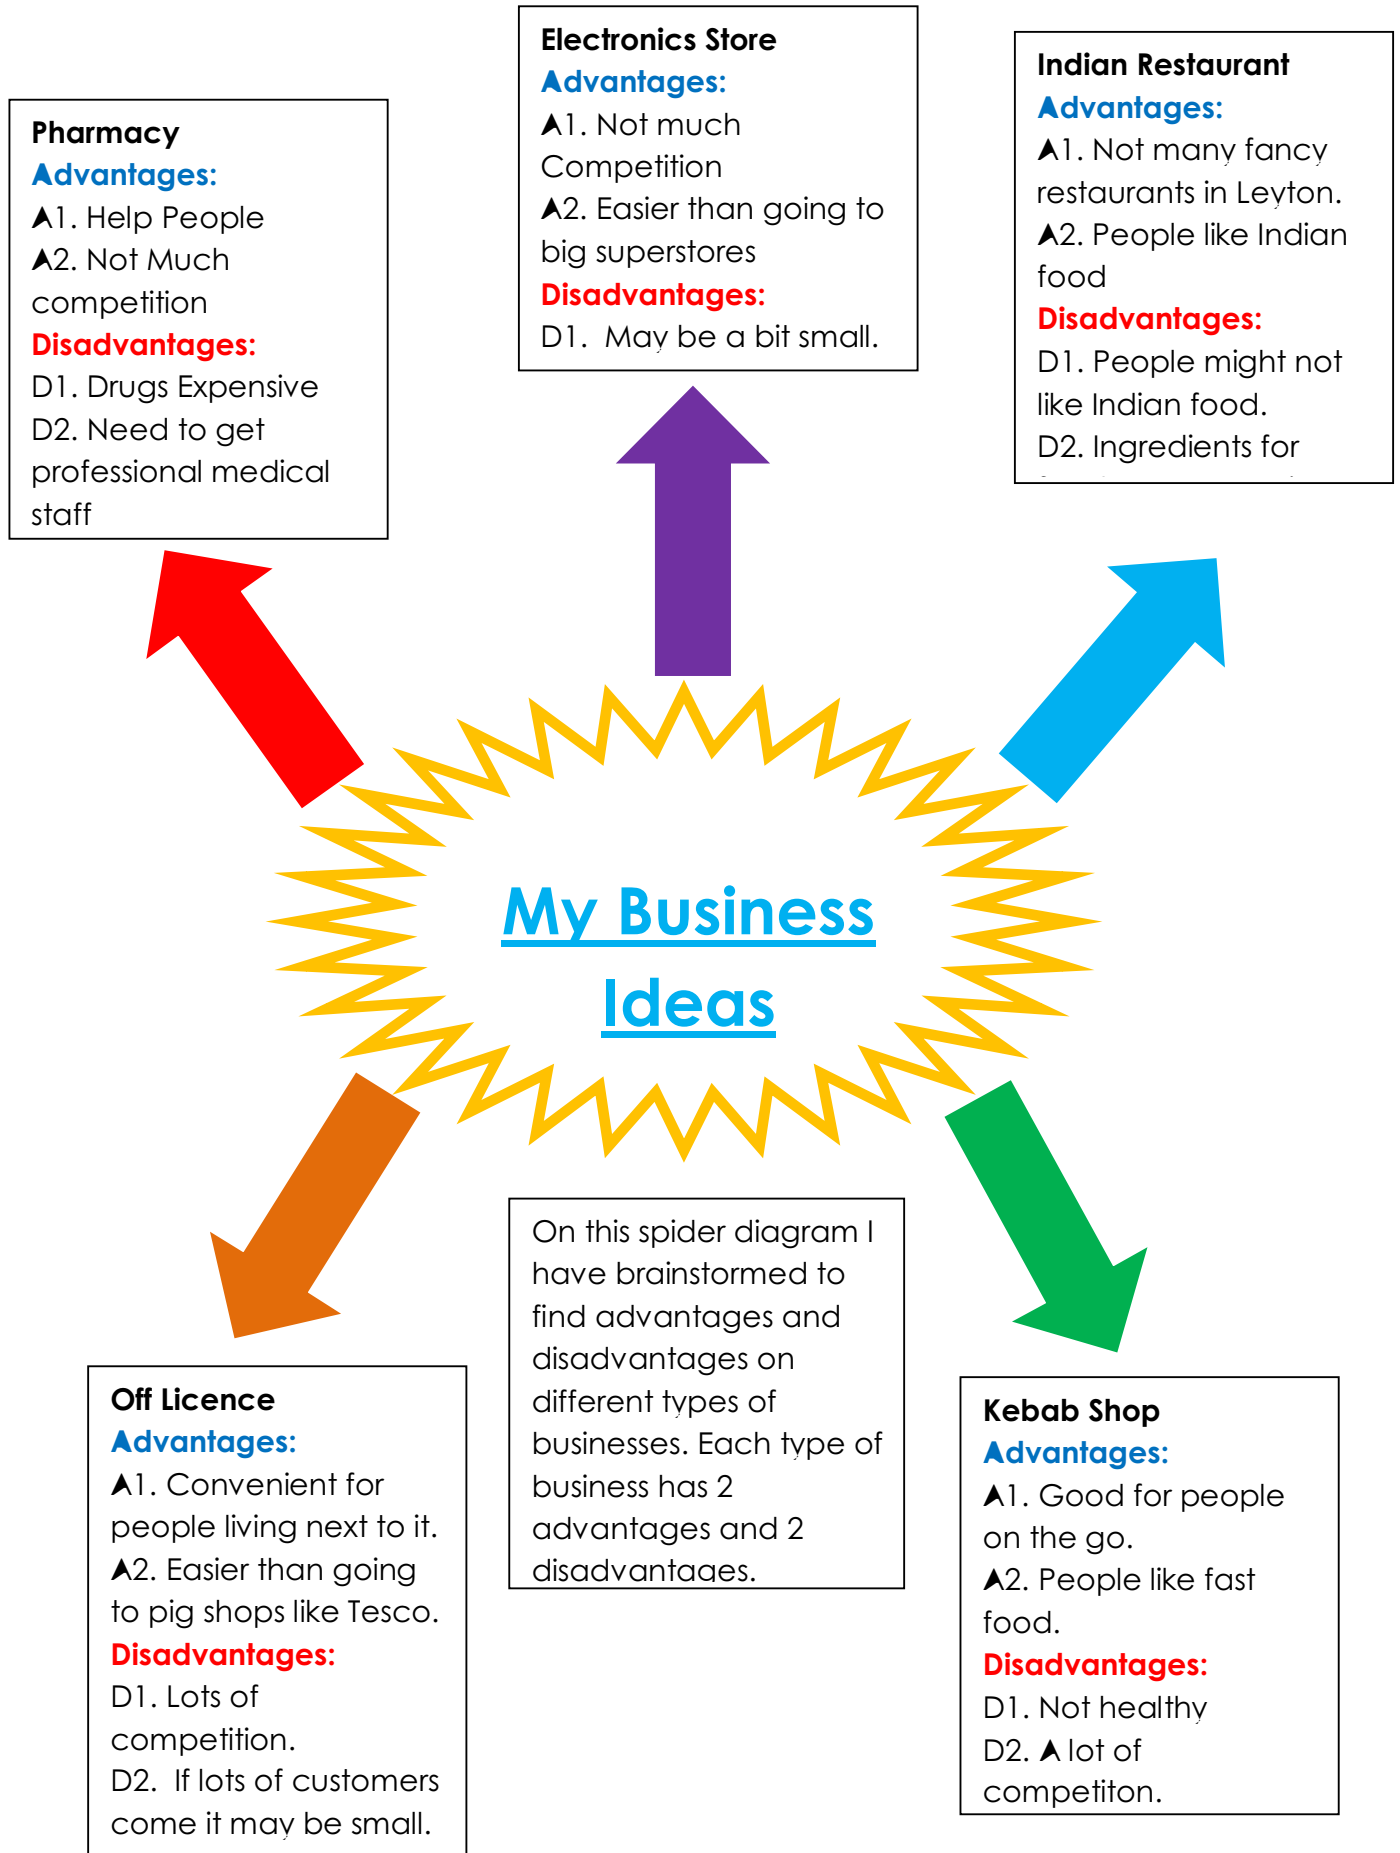 Electronics Store
Advantages:
A1. Not much
Competition
A2. Easier than going to
big superstores
Disadvantages:
D1.  May be a bit small.
Indian Restaurant
Advantages:
A1. Not many fancy
restaurants in Leyton.
A2. People like Indian
food
Disadvantages:
D1. People might not
like Indian food.
D2. Ingredients for
Pharmacy
Advantages:
A1. Help People
A2. Not Much
competition
Disadvantages:
D1. Drugs Expensive
D2. Need to get
professional medical
staff
My Business
Ideas
On this spider diagram I
have brainstormed to
find advantages and
disadvantages on
different types of
businesses. Each type of
business has 2
advantages and 2
disadvantages.
Off Licence
Advantages:
A1. Convenient for
people living next to it.
A2. Easier than going
to pig shops like Tesco.
Disadvantages:
D1. Lots of
competition.
D2.  If lots of customers
come it may be small.
Kebab Shop
Advantages:
A1. Good for people
on the go.
A2. People like fast
food.
Disadvantages:
D1. Not healthy
D2. A lot of
competiton.